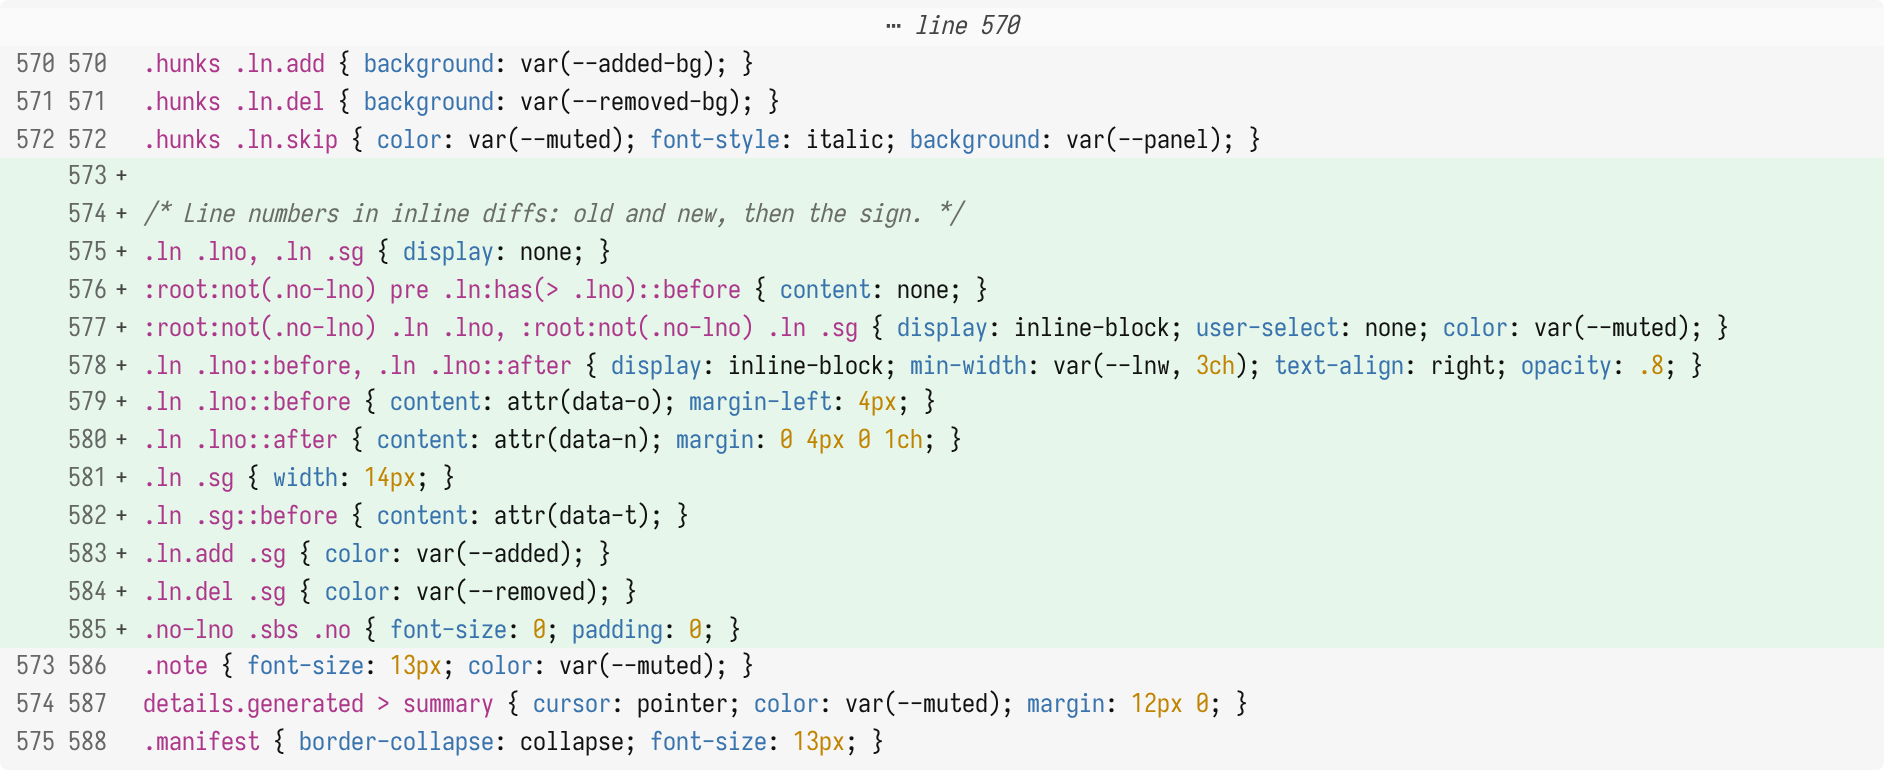 ⋯ line 570
570 570 .hunks .ln.add { background: var(--added-bg); }
571 571 .hunks .ln.del { background: var(--removed-bg); }
572 572 .hunks .ln.skip { color: var(--muted); font-style: italic; background: var(--panel); }
573 +
574 + /* Line numbers in inline diffs: old and new, then the sign. */
575 + .ln .lno, .ln .sg { display: none; }
576 + :root:not(.no-lno) pre .ln:has(> .lno)::before { content: none; }
577 + :root:not(.no-lno) .ln .lno, :root:not(.no-lno) .ln .sg { display: inline-block; user-select: none; color: var(--muted); }
578 + .ln .lno::before, .ln .lno::after { display: inline-block; min-width: var(--lnw, 3ch); text-align: right; opacity: .8; }
579 + .ln .lno::before { content: attr(data-o); margin-left: 4px; }
580 + .ln .lno::after { content: attr(data-n); margin: 0 4px 0 1ch; }
581 + .ln .sg { width: 14px; }
582 + .ln .sg::before { content: attr(data-t); }
583 + .ln.add .sg { color: var(--added); }
584 + .ln.del .sg { color: var(--removed); }
585 + .no-lno .sbs .no { font-size: 0; padding: 0; }
573 586 .note { font-size: 13px; color: var(--muted); }
574 587 details.generated > summary { cursor: pointer; color: var(--muted); margin: 12px 0; }
575 588 .manifest { border-collapse: collapse; font-size: 13px; }